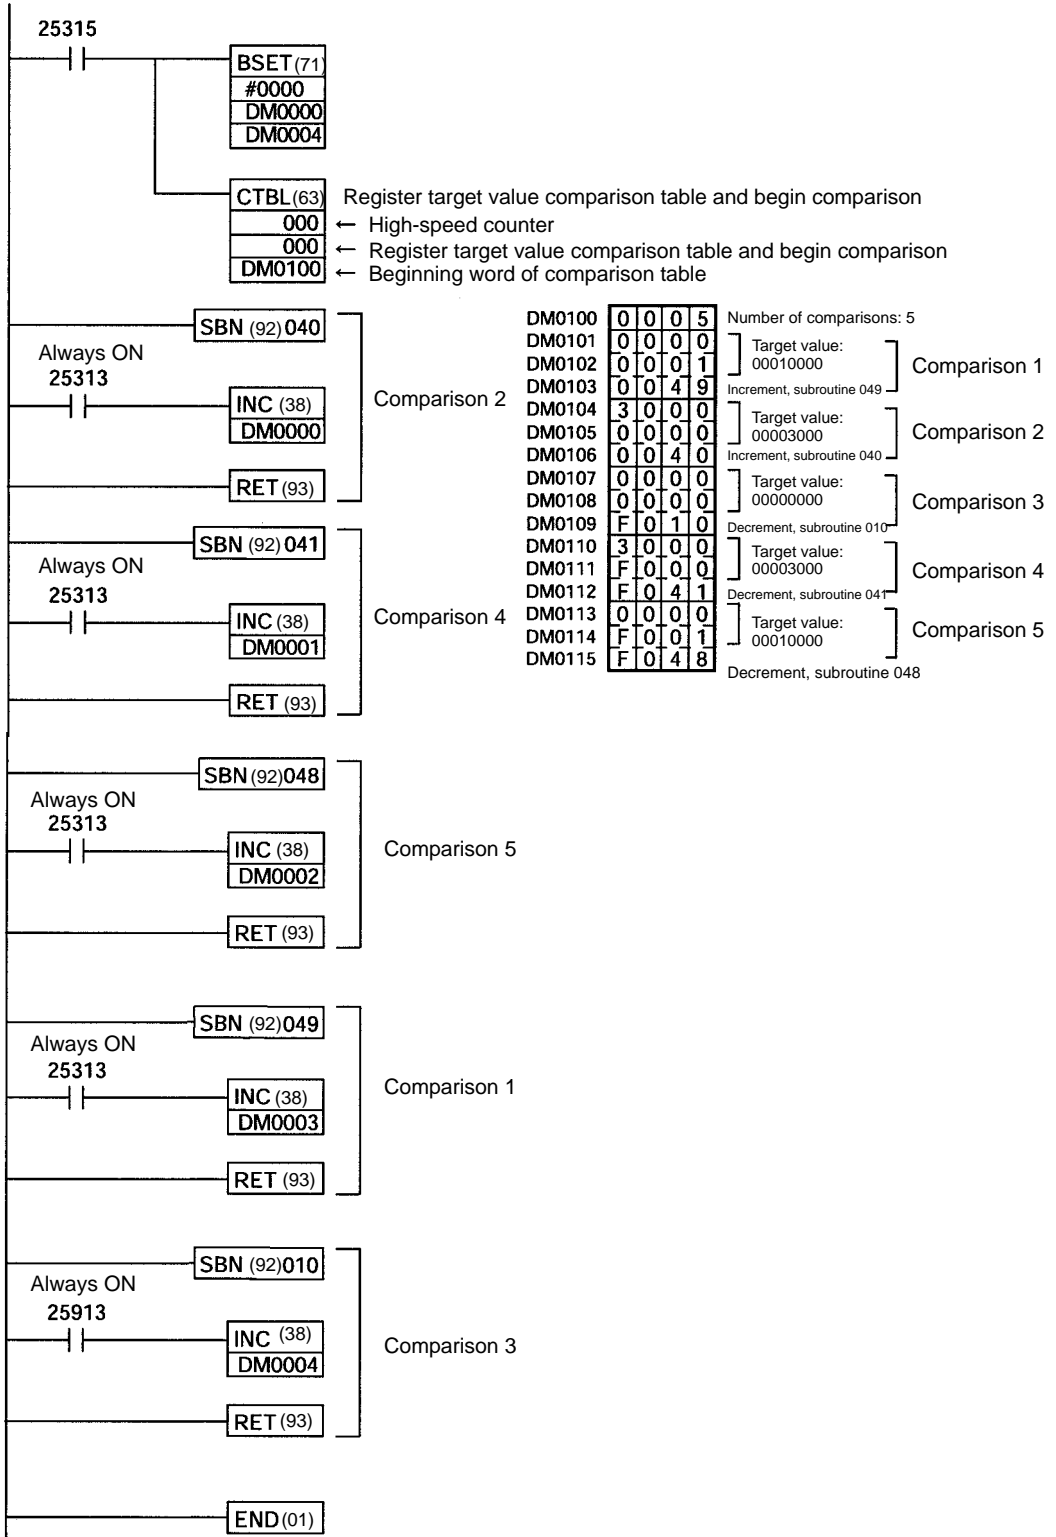 25315
BSET(71)
#0000
DM0000
DM0004
CTBL(63) Register target value comparison table and begin comparison
000 ← High-speed counter
000 ← Register target value comparison table and begin comparison
DM0100 ← Beginning word of comparison table
SBN (92) 040
Always ON
25313
INC (38)
DM0000
Comparison 2
RET (93)
SBN (92) 041
Always ON
25313
INC (38)
DM0001
Comparison 4
RET (93)
DM0100 0 0 0 5 Number of comparisons: 5
DM0101 0 0 0 0
DM0102 0 0 0 1
DM0103 0 0 4 9
Target value:
00010000
Increment, subroutine 049
Comparison 1
DM0104 3 0 0 0
DM0105 0 0 0 0
DM0106 0 0 4 0
Target value:
00003000
Increment, subroutine 040
Comparison 2
DM0107 0 0 0 0
DM0108 0 0 0 0
DM0109 F 0 1 0
Target value:
00000000
Decrement, subroutine 010
Comparison 3
DM0110 3 0 0 0
DM0111 F 0 0 0
DM0112 F 0 4 1
Target value:
00003000
Decrement, subroutine 041
Comparison 4
DM0113 0 0 0 0
DM0114 F 0 0 1
DM0115 F 0 4 8
Target value:
00010000
Decrement, subroutine 048
Comparison 5
SBN (92)048
Always ON
25313
INC (38)
DM0002
Comparison 5
RET (93)
SBN (92)049
Always ON
25313
INC (38)
DM0003
Comparison 1
RET (93)
SBN (92)010
Always ON
25913
INC (38)
DM0004
Comparison 3
RET (93)
END(01)